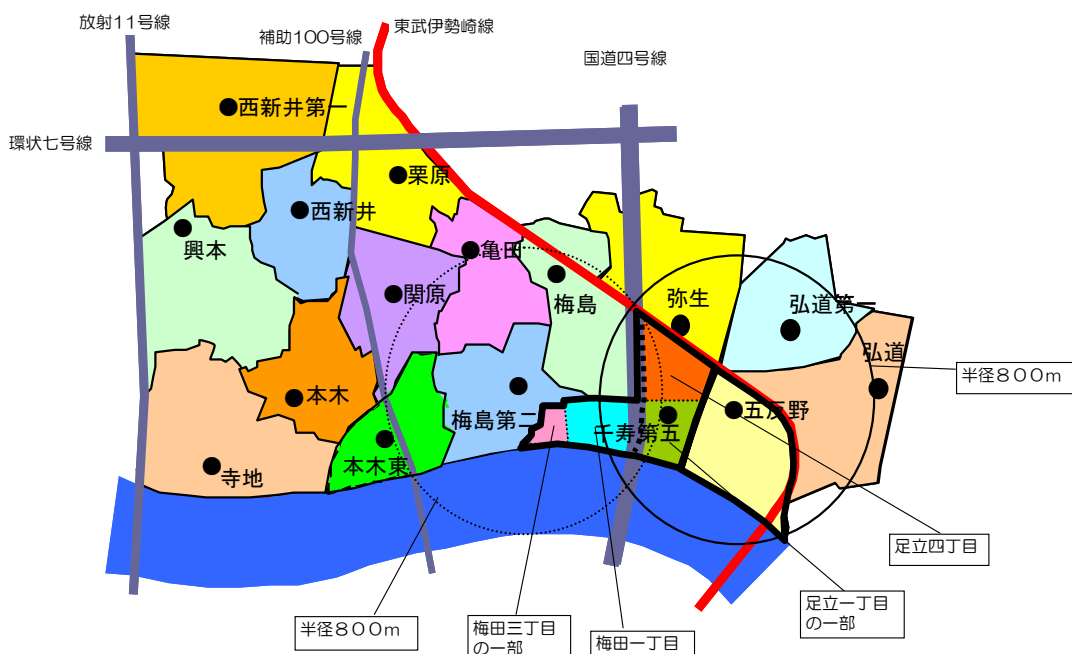 放射11号線
補助100号線
東武伊勢崎線
国道四号線
環状七号線
西新井第一
栗原
西新井
興本
亀田
関原
梅島
弥生
弘道第一
弘道
半径800m
本木
梅島第二
五反野
千寿第五
本木東
寺地
足立四丁目
半径800m
梅田三丁目
の一部
梅田一丁目
足立一丁目
の一部